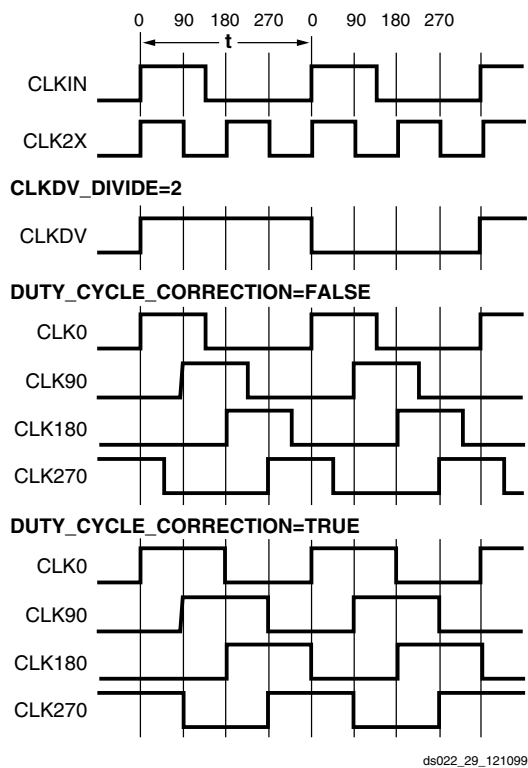 0 90 180 270 0 90 180 270
t
CLKIN
CLK2X
CLKDV_DIVIDE=2
CLKDV
DUTY_CYCLE_CORRECTION=FALSE
CLK0
CLK90
CLK180
CLK270
DUTY_CYCLE_CORRECTION=TRUE
CLK0
CLK90
CLK180
CLK270
ds022_29_121099